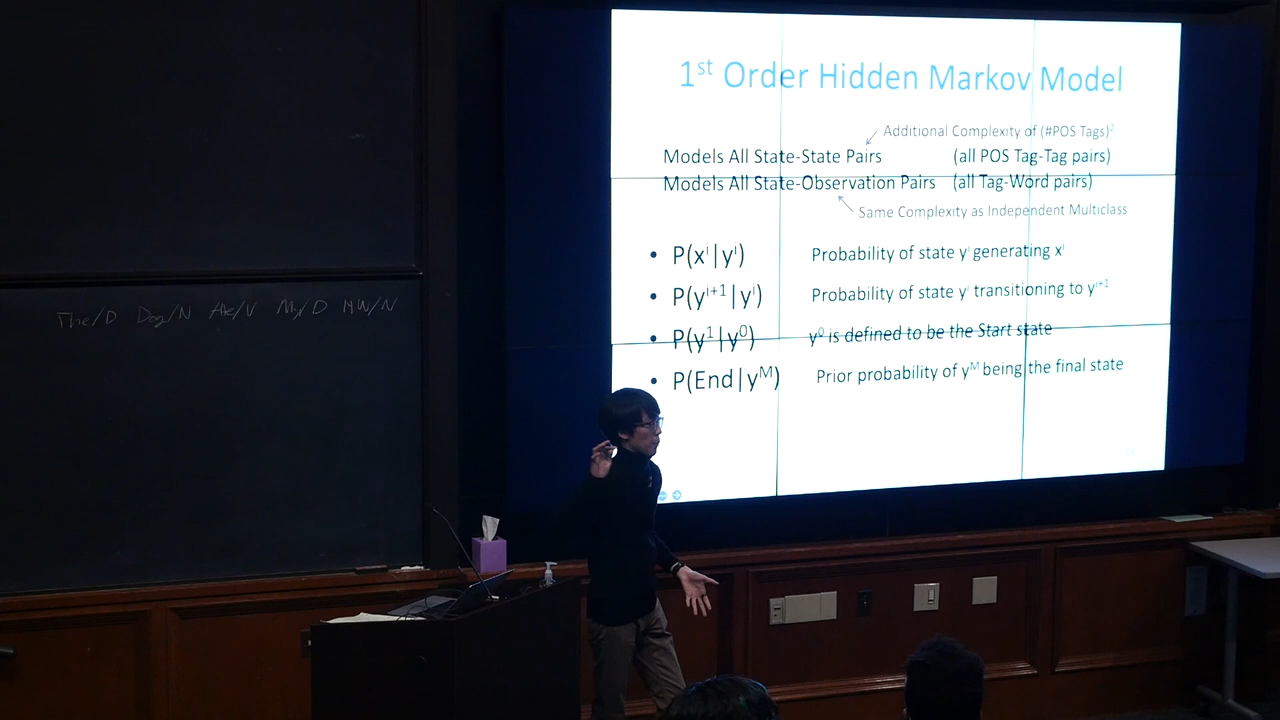 1st Order Hidden Markov Model
Additional Complexity of (#POS Tags)²
Models All State-State Pairs (all POS Tag-Tag pairs)
Models All State-Observation Pairs (all Tag-Word pairs)
Same Complexity as Independent Multiclass
• P(xⁱ|yⁱ) Probability of state yⁱ generating xⁱ
• P(yⁱ⁺¹|yⁱ) Probability of state yⁱ transitioning to yⁱ⁺¹
• P(y¹|y⁰) y⁰ is defined to be the Start state
• P(End|yᴹ) Prior probability of yᴹ being the final state
The/D Dog/N Ate/V My/D HW/N